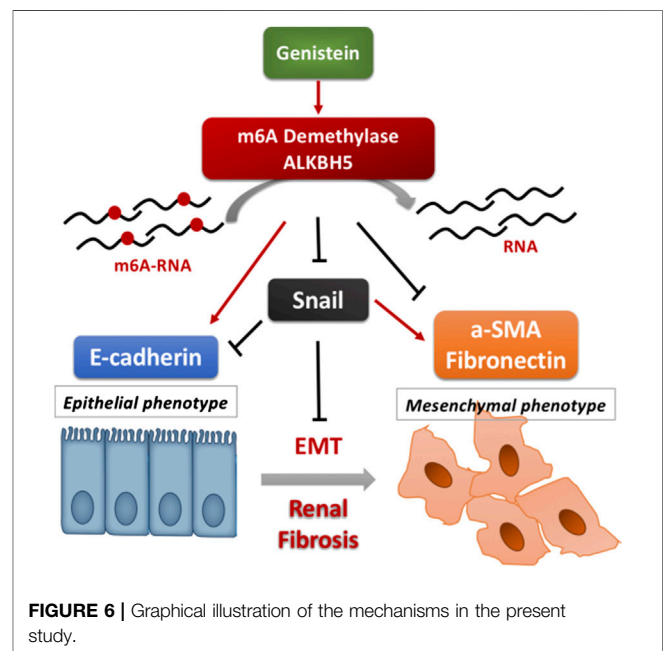 Genistein
m6A Demethylase
ALKBH5
m6A-RNA
RNA
Snail
E-cadherin
a-SMA
Fibronectin
Epithelial phenotype
Mesenchymal phenotype
EMT
Renal
Fibrosis
FIGURE 6 | Graphical illustration of the mechanisms in the present
study.